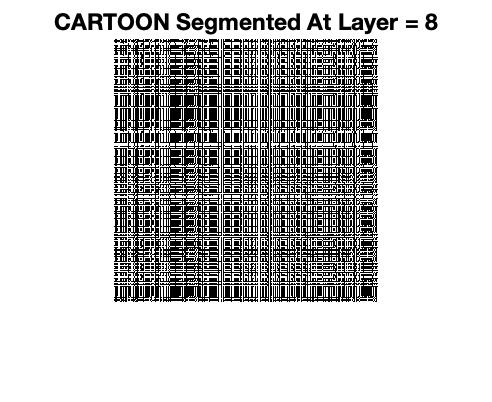 CARTOON Segmented At Layer = 8